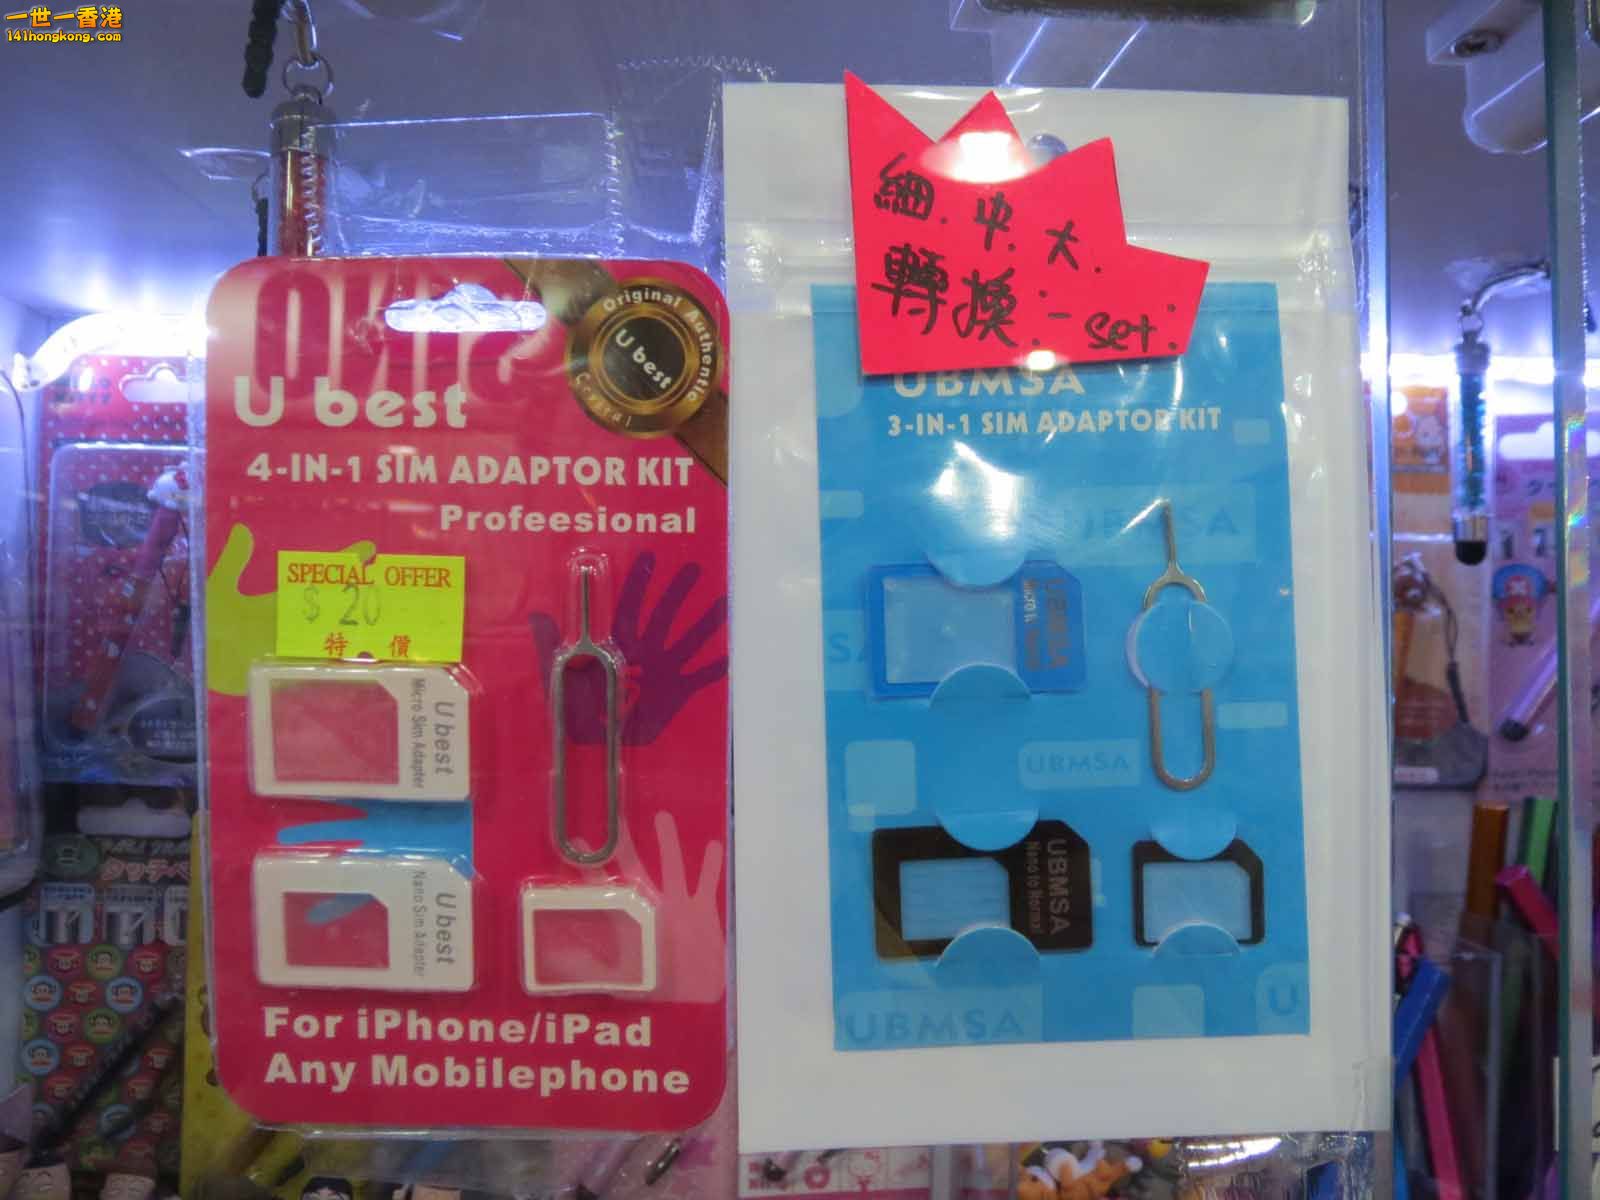 一世一香港
141hongkong.com
細.中.大.
轉換:一set:
Original Authentic
U best
U best
4-IN-1 SIM ADAPTOR KIT
Profeesional
SPECIAL OFFER
$ 20
特 價
U best
Micro Sim Adapter
U best
Nano Sim Adapter
For iPhone/iPad
Any Mobilephone
UBMSA
3-IN-1 SIM ADAPTOR KIT
UBMSA
UBMSA
UBMSA
UBMSA
Nano to Normal
UBMSA
U